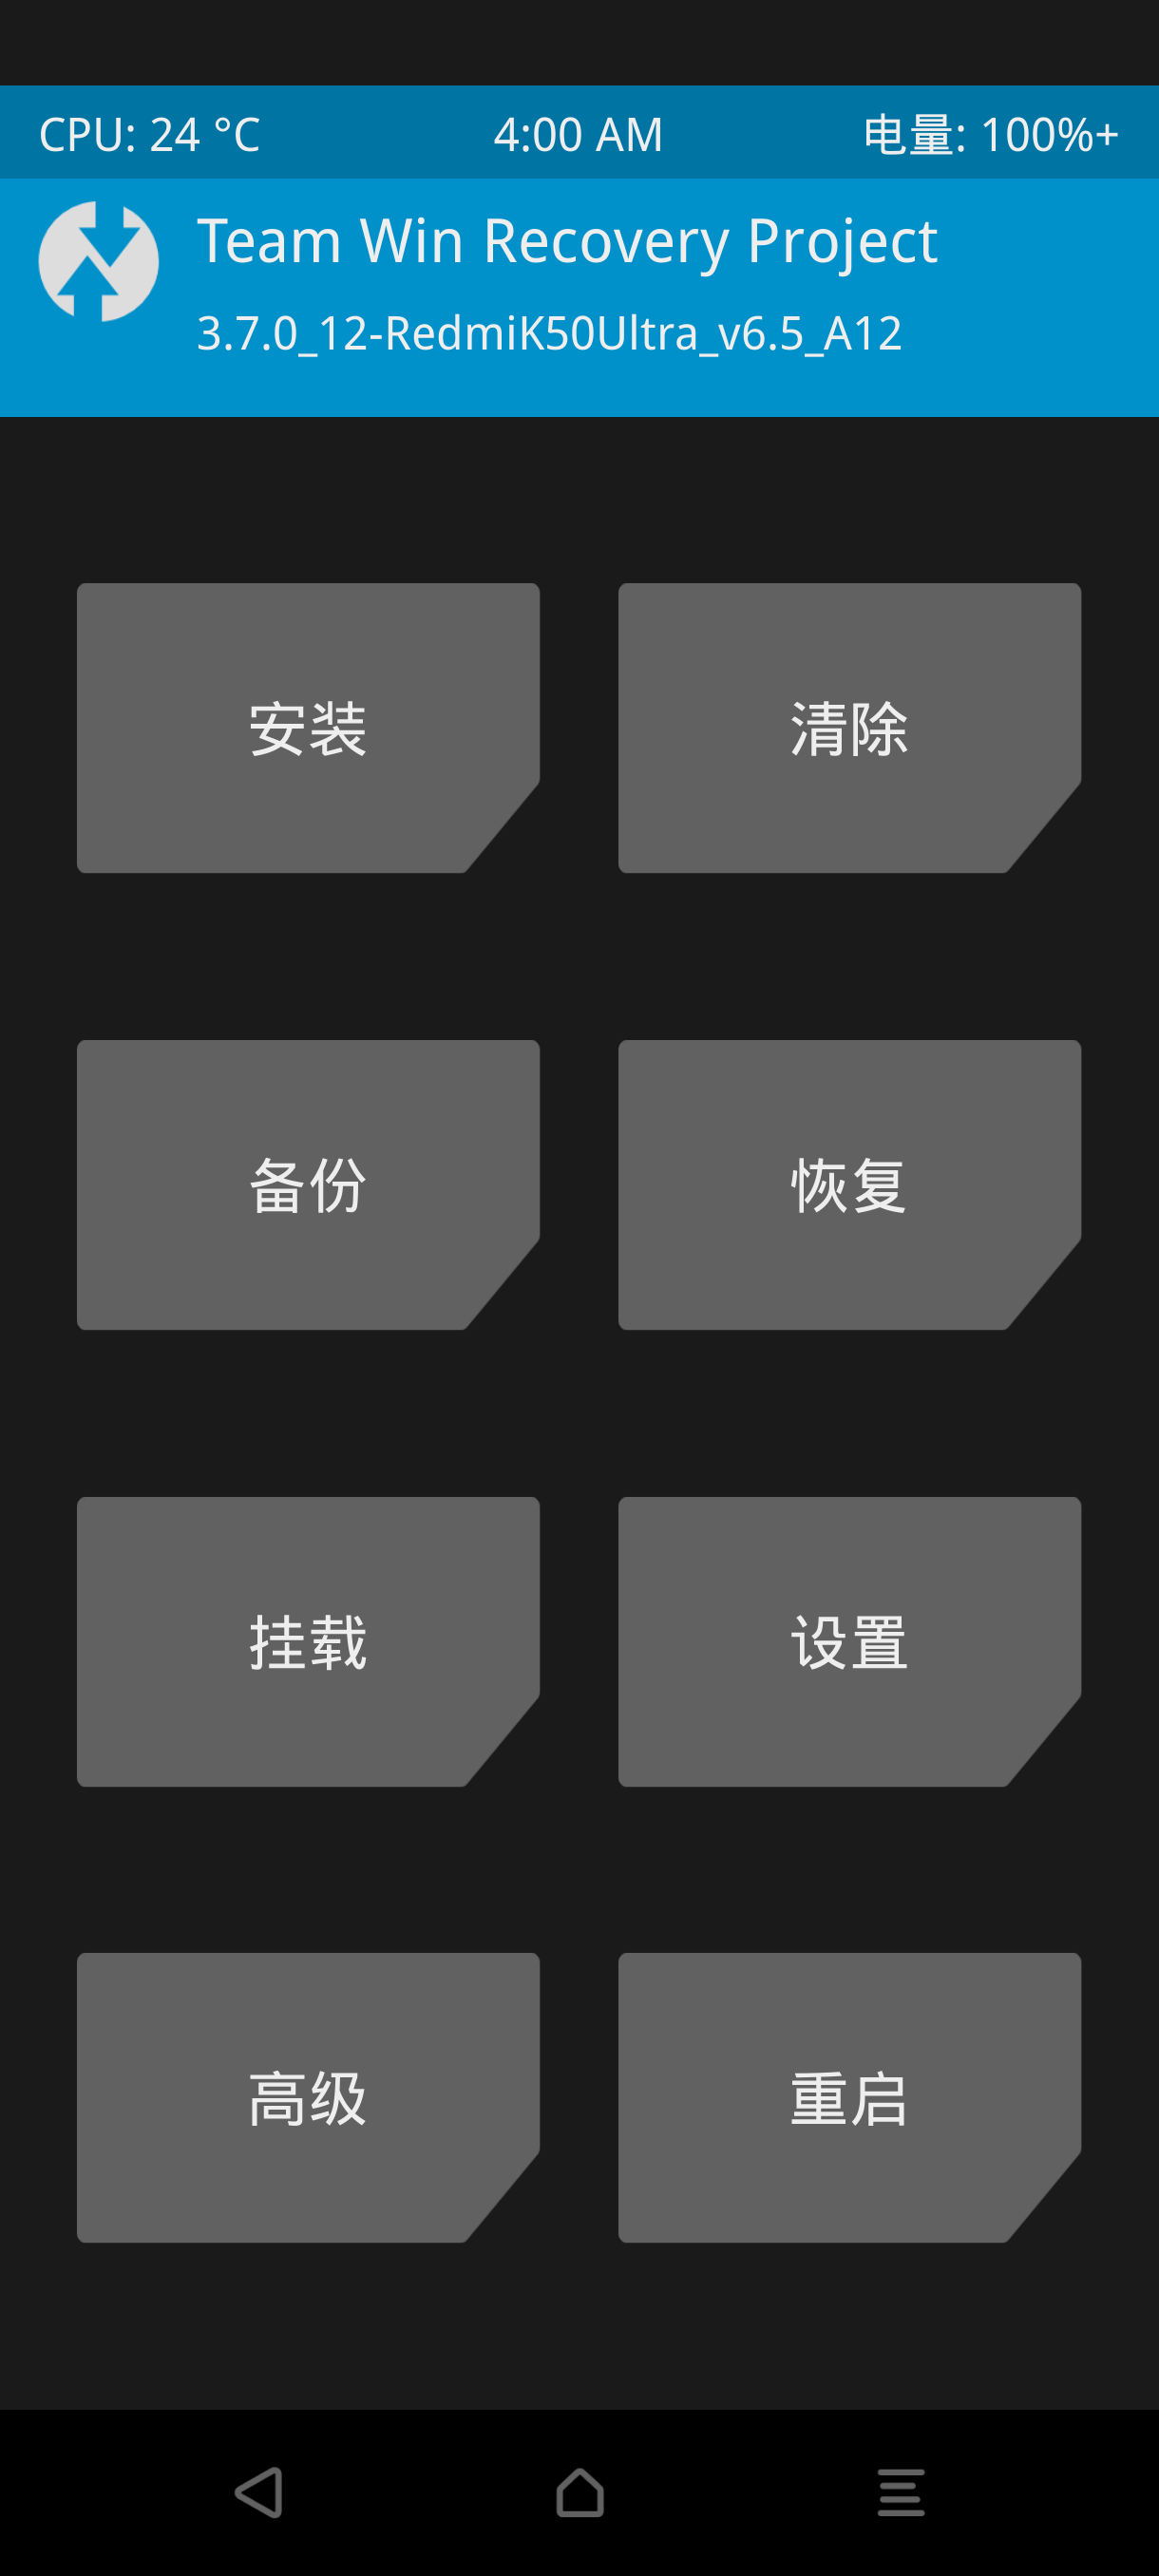 CPU: 24 °C 4:00 AM 电量: 100%+
Team Win Recovery Project
3.7.0_12-RedmiK50Ultra_v6.5_A12
安装 清除
备份 恢复
挂载 设置
高级 重启